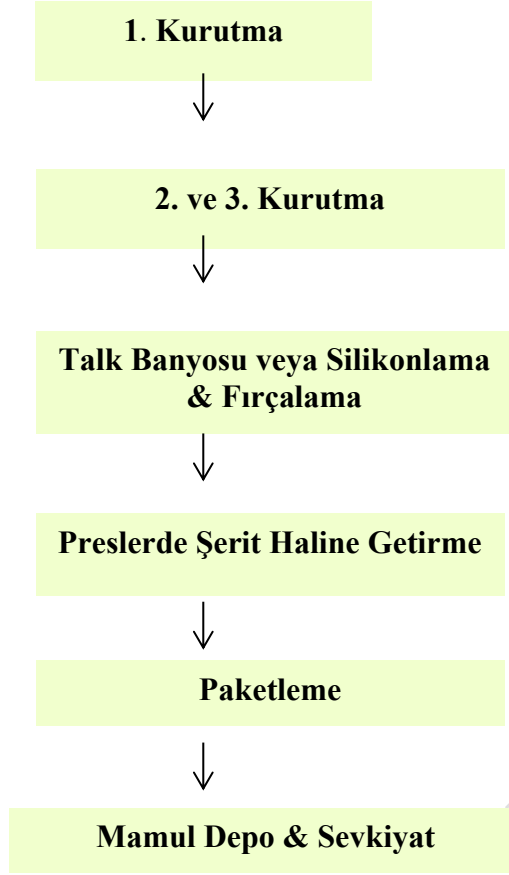 1. Kurutma
2. ve 3. Kurutma
Talk Banyosu veya Silikonlama
& Fırçalama
Preslerde Şerit Haline Getirme
Paketleme
Mamul Depo & Sevkiyat